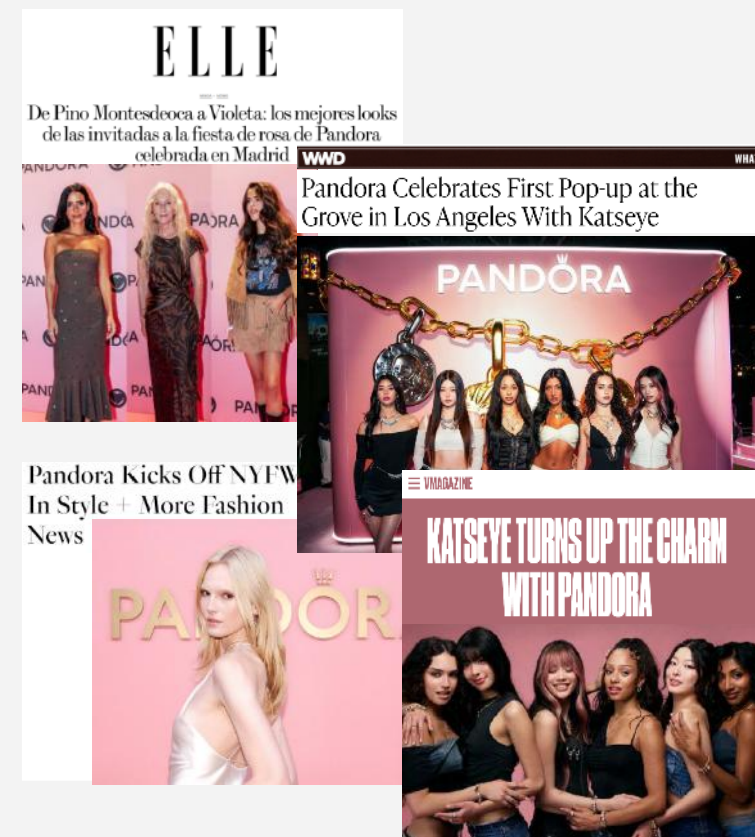 ELLE
De Pino Montesdeoca a Violeta: los mejores looks
de las invitadas a la fiesta de rosa de Pandora
celebrada en Madrid
WWD
WHA
Pandora Celebrates First Pop-up at the
Grove in Los Angeles With Katseye
PANDÖRA
Pandora Kicks Off NYFW
In Style + More Fashion
News
VMAGAZINE
KATSEYE TURNS UP THE CHARM
WITH PANDORA